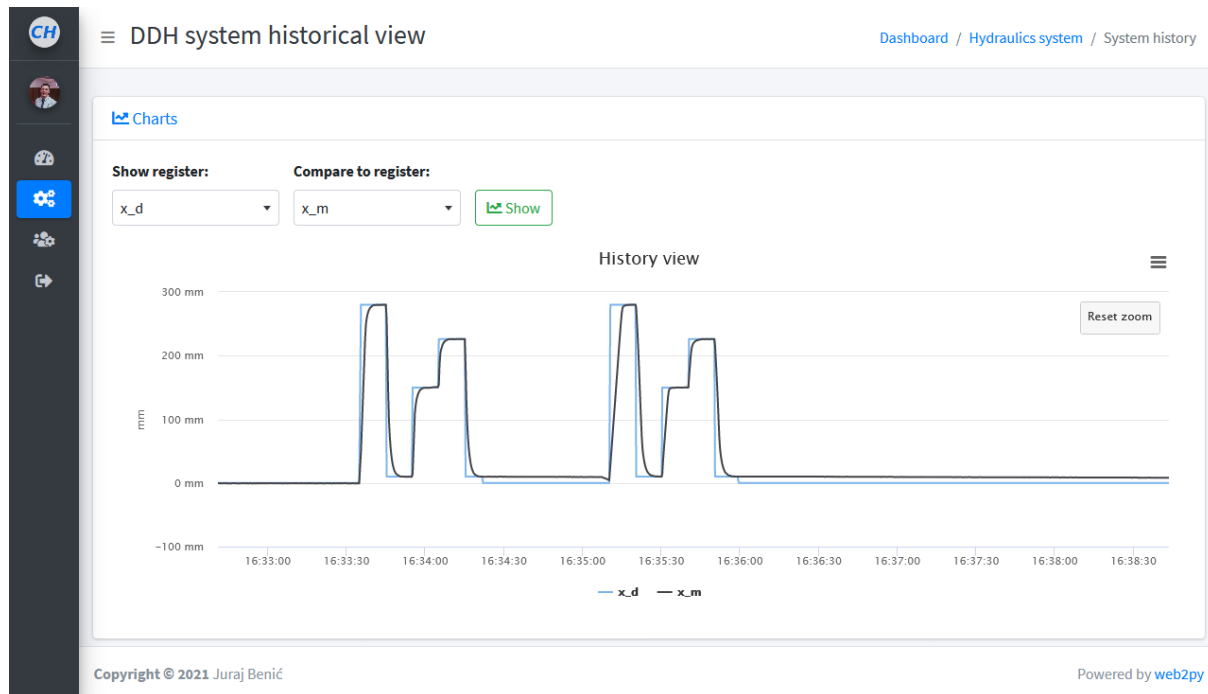 CH
DDH system historical view
Dashboard / Hydraulics system / System history
Charts
Show register:
Compare to register:
x_d
x_m
Show
History view
Reset zoom
mm
300 mm
200 mm
100 mm
0 mm
−100 mm
16:33:00 16:33:30 16:34:00 16:34:30 16:35:00 16:35:30 16:36:00 16:36:30 16:37:00 16:37:30 16:38:00 16:38:30
x_d x_m
Copyright © 2021 Juraj Benić
Powered by web2py